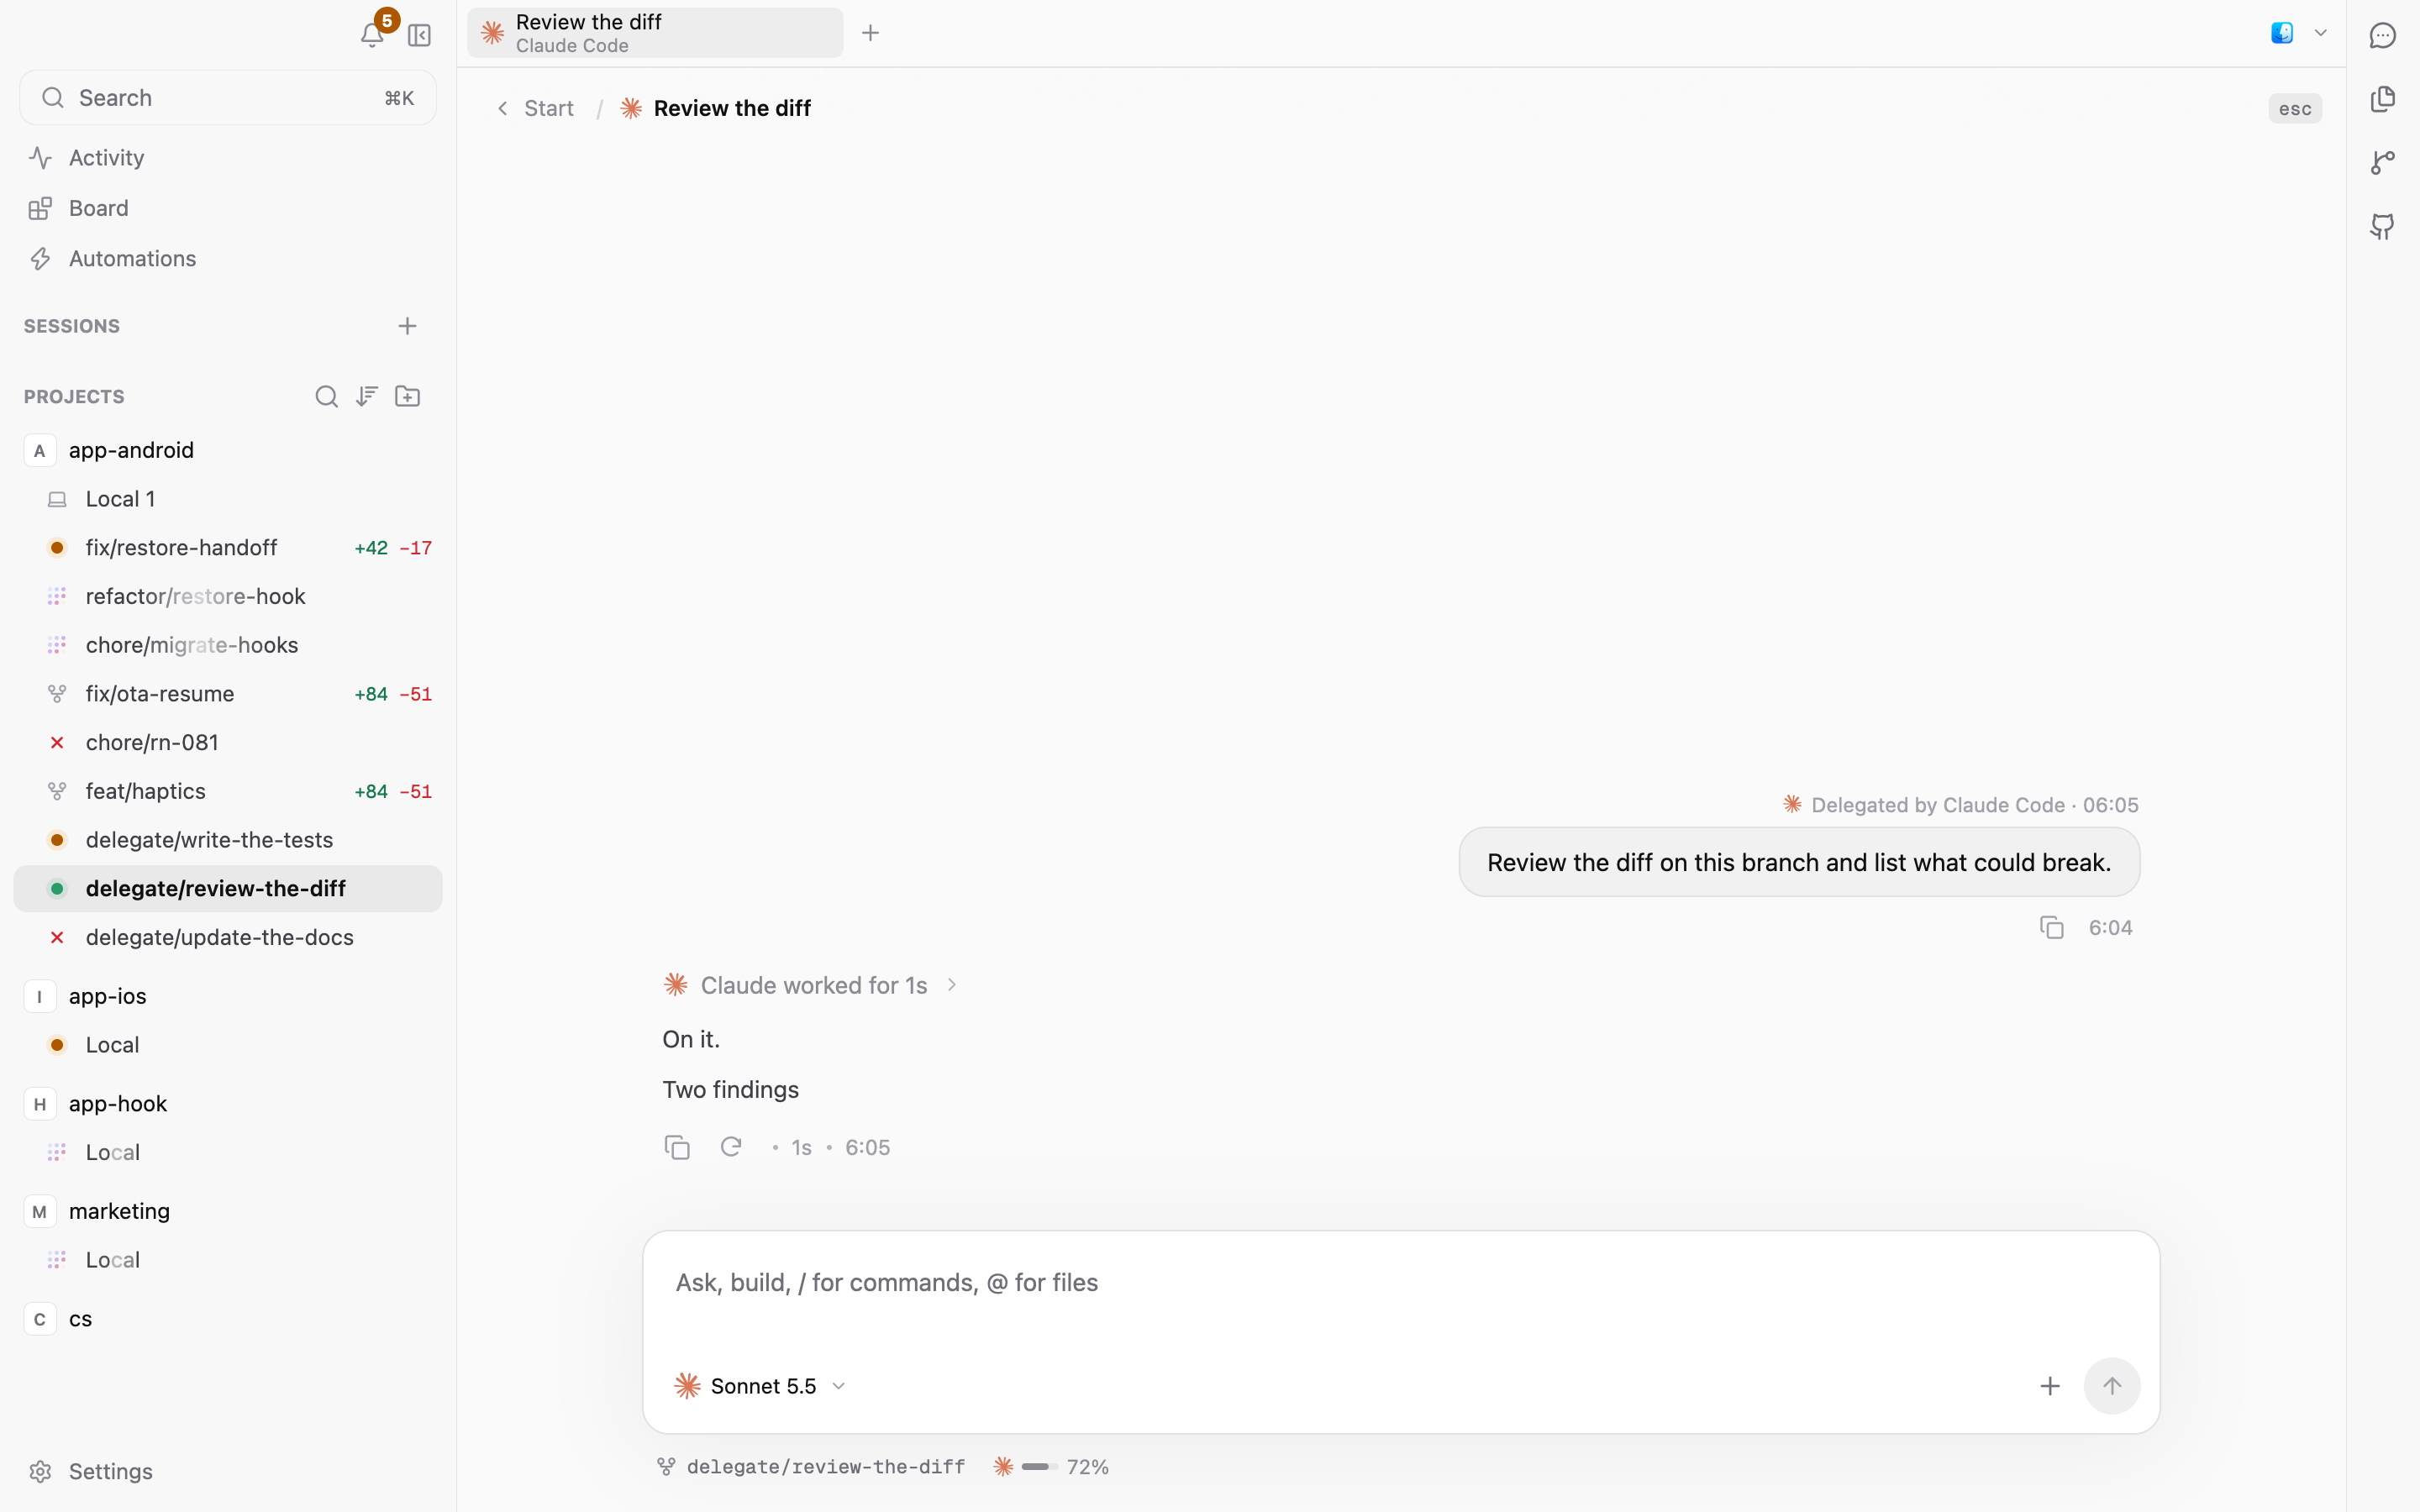 5
Search ⌘K
Activity
Board
Automations
SESSIONS
PROJECTS
A app-android
Local 1
fix/restore-handoff +42 −17
refactor/restore-hook
chore/migrate-hooks
fix/ota-resume +84 −51
chore/rn-081
feat/haptics +84 −51
delegate/write-the-tests
delegate/review-the-diff
delegate/update-the-docs
I app-ios
Local
H app-hook
Local
M marketing
Local
C cs
Settings
Review the diff
Claude Code
Start / Review the diff
esc
Delegated by Claude Code · 06:05
Review the diff on this branch and list what could break.
6:04
Claude worked for 1s
On it.
Two findings
• 1s • 6:05
Ask, build, / for commands, @ for files
Sonnet 5.5
delegate/review-the-diff 72%